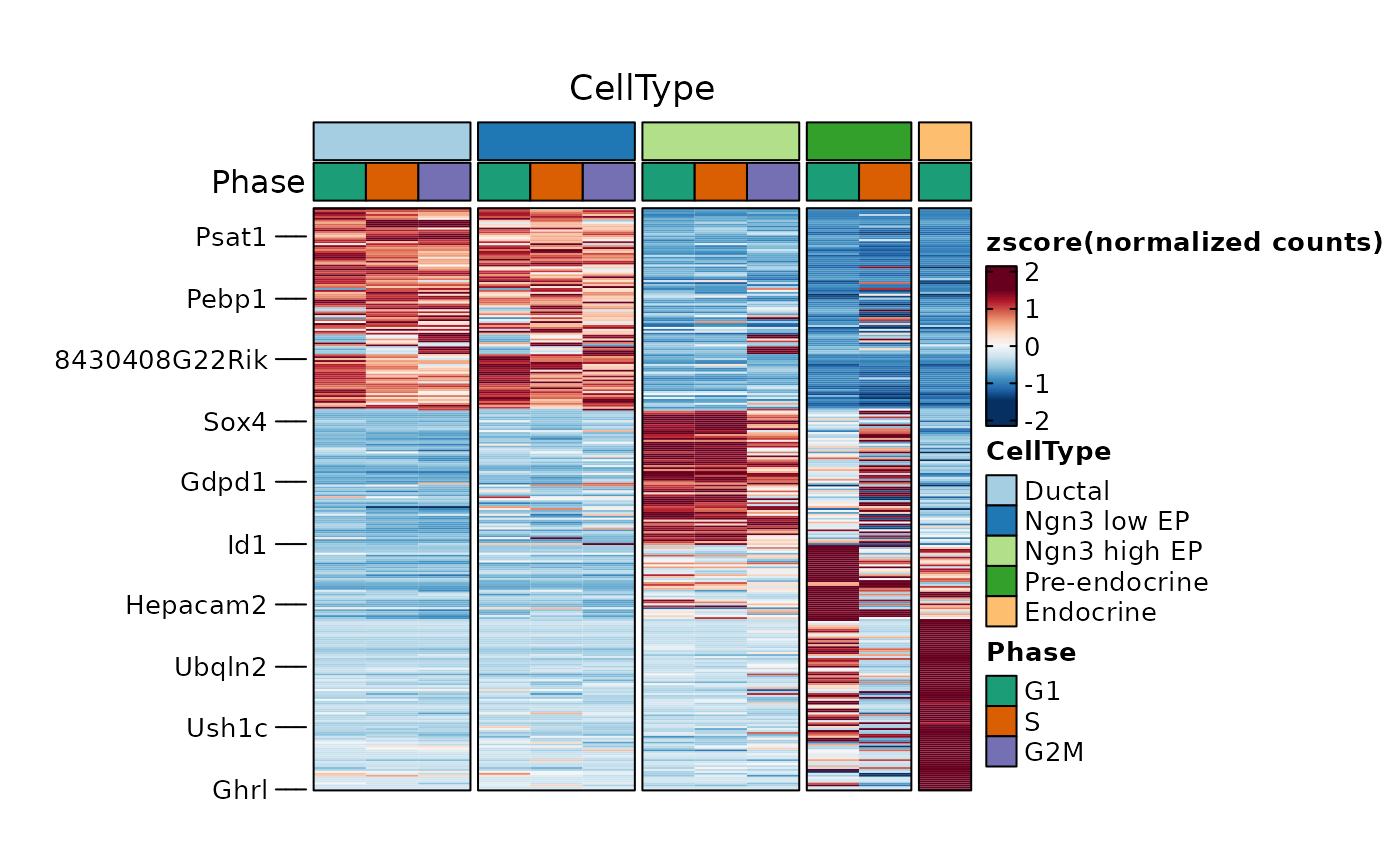 CellType
Phase
Psat1
Pebp1
8430408G22Rik
Sox4
Gdpd1
Id1
Hepacam2
Ubqln2
Ush1c
Ghrl
zscore(normalized counts)
2
1
0
-1
-2
CellType
Ductal
Ngn3 low EP
Ngn3 high EP
Pre-endocrine
Endocrine
Phase
G1
S
G2M